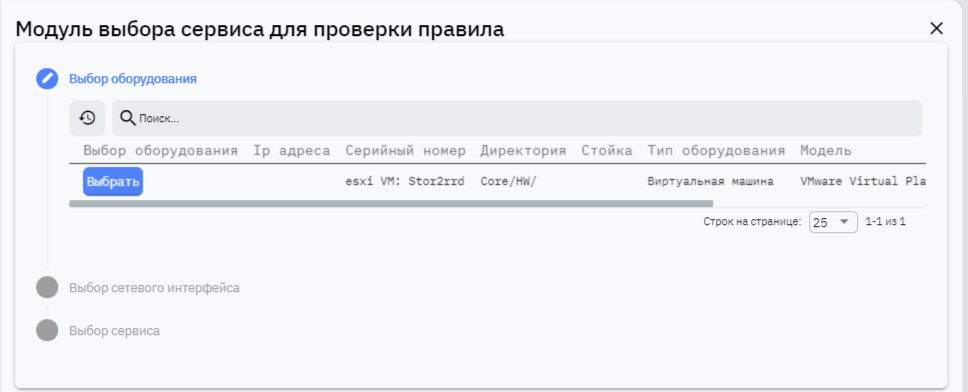 Модуль выбора сервиса для проверки правила
Выбор оборудования
Поиск...
Выбор оборудования Ip адреса Серийный номер Директория Стойка Тип оборудования Модель
Выбрать esxi VM: Stor2rrd Core/HW/ Виртуальная машина VMware Virtual Pla
Строк на странице: 25 1-1 из 1
Выбор сетевого интерфейса
Выбор сервиса